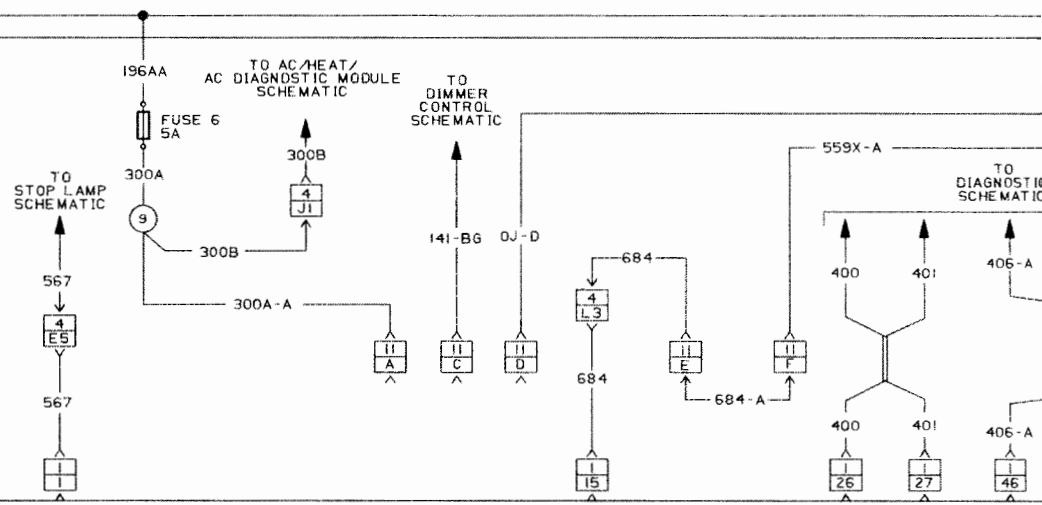 196AA
TO AC/HEAT/
AC DIAGNOSTIC MODULE
SCHEMATIC
TO
DIMMER
CONTROL
SCHEMATIC
FUSE 6
5A
300B
559X-A
300A
TO
STOP LAMP
SCHEMATIC
TO
DIAGNOSTIC
SCHEMATIC
4
J1
9
141-BG
0J-D
300B
684
400
401
406-A
567
300A-A
4
L3
4
E5
11
A
11
C
11
D
11
E
11
F
684
684-A
567
400
401
406-A
1
1
1
15
1
26
1
27
1
46